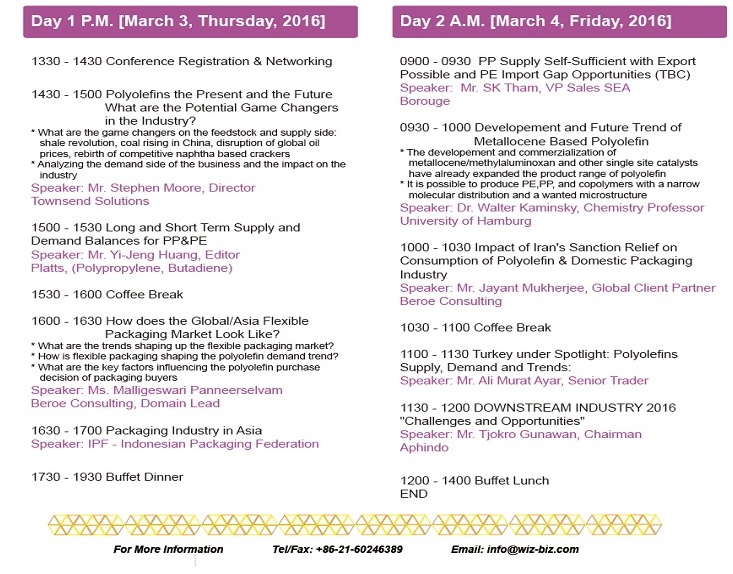 Day 1 P.M. [March 3, Thursday, 2016]
1330 - 1430 Conference Registration & Networking
1430 - 1500 Polyolefins the Present and the Future
What are the Potential Game Changers
in the Industry?
* What are the game changers on the feedstock and supply side:
shale revolution, coal rising in China, disruption of global oil
prices, rebirth of competitive naphtha based crackers
* Analyzing the demand side of the business and the impact on the
industry
Speaker: Mr. Stephen Moore, Director
Townsend Solutions
1500 - 1530 Long and Short Term Supply and
Demand Balances for PP&PE
Speaker: Mr. Yi-Jeng Huang, Editor
Platts, (Polypropylene, Butadiene)
1530 - 1600 Coffee Break
1600 - 1630 How does the Global/Asia Flexible
Packaging Market Look Like?
* What are the trends shaping up the flexible packaging market?
* How is flexible packaging shaping the polyolefin demand trend?
* What are the key factors influencing the polyolefin purchase
decision of packaging buyers
Speaker: Ms. Malligeswari Panneerselvam
Beroe Consulting, Domain Lead
1630 - 1700 Packaging Industry in Asia
Speaker: IPF - Indonesian Packaging Federation
1730 - 1930 Buffet Dinner
Day 2 A.M. [March 4, Friday, 2016]
0900 - 0930 PP Supply Self-Sufficient with Export
Possible and PE Import Gap Opportunities (TBC)
Speaker: Mr. SK Tham, VP Sales SEA
Borouge
0930 - 1000 Developement and Future Trend of
Metallocene Based Polyolefin
* The developement and commerzialization of
metallocene/methylaluminoxan and other single site catalysts
have already expanded the product range of polyolefin
* It is possible to produce PE,PP, and copolymers with a narrow
molecular distribution and a wanted microstructure
Speaker: Dr. Walter Kaminsky, Chemistry Professor
University of Hamburg
1000 - 1030 Impact of Iran's Sanction Relief on
Consumption of Polyolefin & Domestic Packaging
Industry
Speaker: Mr. Jayant Mukherjee, Global Client Partner
Beroe Consulting
1030 - 1100 Coffee Break
1100 - 1130 Turkey under Spotlight: Polyolefins
Supply, Demand and Trends:
Speaker: Mr. Ali Murat Ayar, Senior Trader
1130 - 1200 DOWNSTREAM INDUSTRY 2016
"Challenges and Opportunities"
Speaker: Mr. Tjokro Gunawan, Chairman
Aphindo
1200 - 1400 Buffet Lunch
END
For More Information Tel/Fax: +86-21-60246389 Email: info@wiz-biz.com